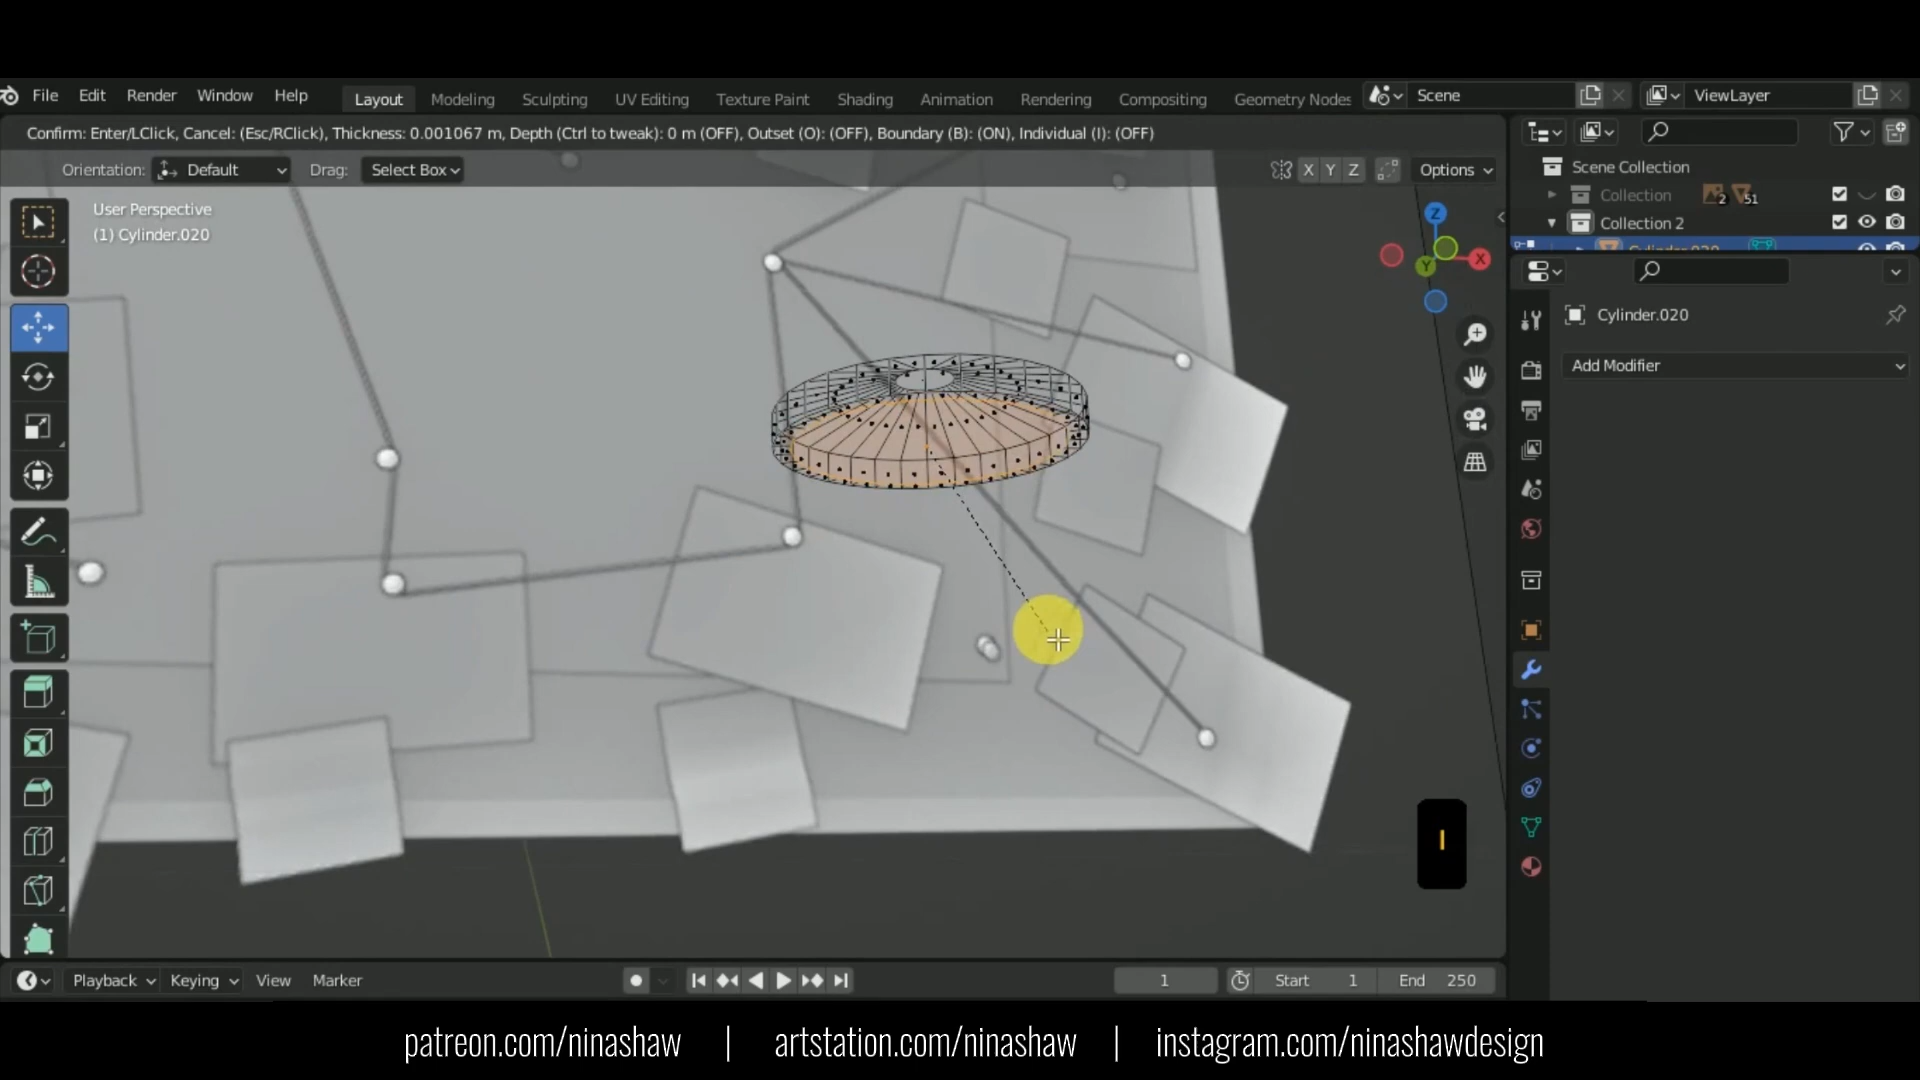 File Edit Render Window Help Layout Modeling Sculpting UV Editing Texture Paint Shading Animation Rendering Compositing Geometry Nodes Scene ViewLayer
Confirm: Enter/LClick, Cancel: (Esc/RClick), Thickness: 0.001067 m, Depth (Ctrl to tweak): 0 m (OFF), Outset (O): (OFF), Boundary (B): (ON), Individual (I): (OFF)
Orientation: Default Drag: Select Box X Y Z Options
Scene Collection
Collection 2 51
Collection 2
User Perspective
(1) Cylinder.020
Z
X
Y
Cylinder.020
Cylinder.020
Add Modifier
I
Playback Keying View Marker 1 Start 1 End 250
patreon.com/ninashaw | artstation.com/ninashaw | instagram.com/ninashawdesign